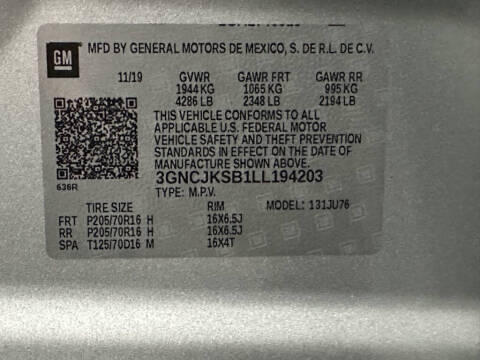 GM
MFD BY GENERAL MOTORS DE MEXICO, S. DE R.L. DE C.V.
11/19 GVWR GAWR FRT GAWR RR
1944 KG 1065 KG 995 KG
4286 LB 2348 LB 2194 LB
THIS VEHICLE CONFORMS TO ALL
APPLICABLE U.S. FEDERAL MOTOR
VEHICLE SAFETY AND THEFT PREVENTION
STANDARDS IN EFFECT ON THE DATE OF
MANUFACTURE SHOWN ABOVE.
3GNCJKSB1LL194203
636R
TYPE: M.P.V.
TIRE SIZE RIM MODEL: 131JU76
FRT P205/70R16 H 16X6.5J
RR P205/70R16 H 16X6.5J
SPA T125/70D16 M 16X4T